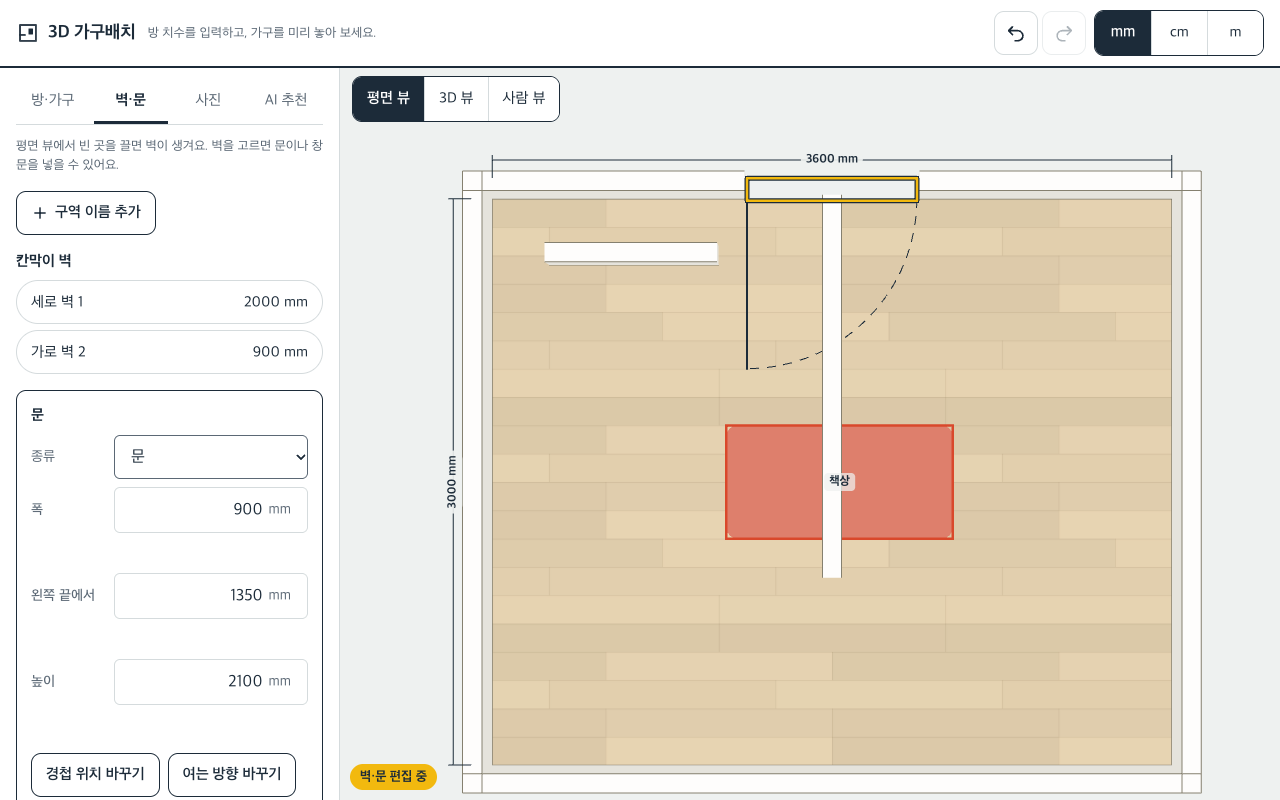 3D 가구배치 방 치수를 입력하고, 가구를 미리 놓아 보세요.
mm cm m
방·가구 벽·문 사진 AI 추천
평면 뷰 3D 뷰 사람 뷰
평면 뷰에서 빈 곳을 끌면 벽이 생겨요. 벽을 고르면 문이나 창
문을 넣을 수 있어요.
+ 구역 이름 추가
칸막이 벽
세로 벽 1 2000 mm
가로 벽 2 900 mm
문
종류 문
폭 900 mm
왼쪽 끝에서 1350 mm
높이 2100 mm
경첩 위치 바꾸기 여는 방향 바꾸기
3600 mm
3000 mm
책상
벽·문 편집 중